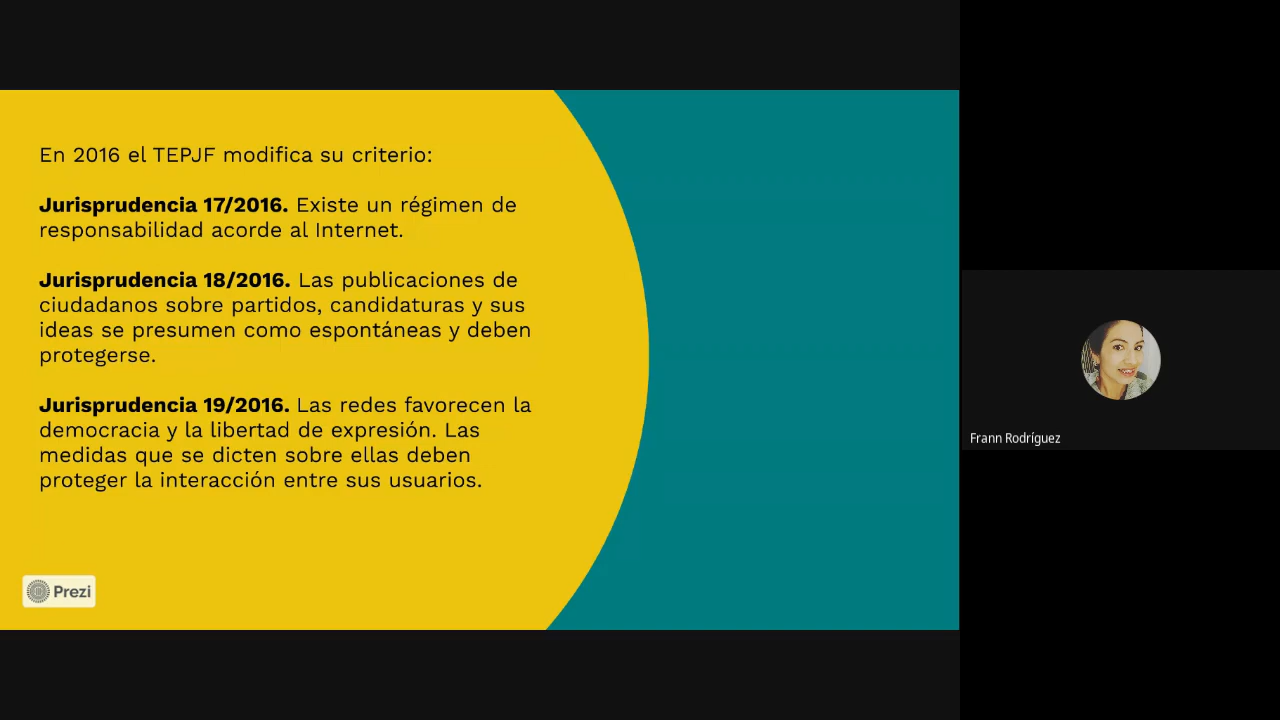 En 2016 el TEPJF modifica su criterio:
Jurisprudencia 17/2016. Existe un régimen de
responsabilidad acorde al Internet.
Jurisprudencia 18/2016. Las publicaciones de
ciudadanos sobre partidos, candidaturas y sus
ideas se presumen como espontáneas y deben
protegerse.
Jurisprudencia 19/2016. Las redes favorecen la
democracia y la libertad de expresión. Las
medidas que se dicten sobre ellas deben
proteger la interacción entre sus usuarios.
Prezi
Frann Rodríguez